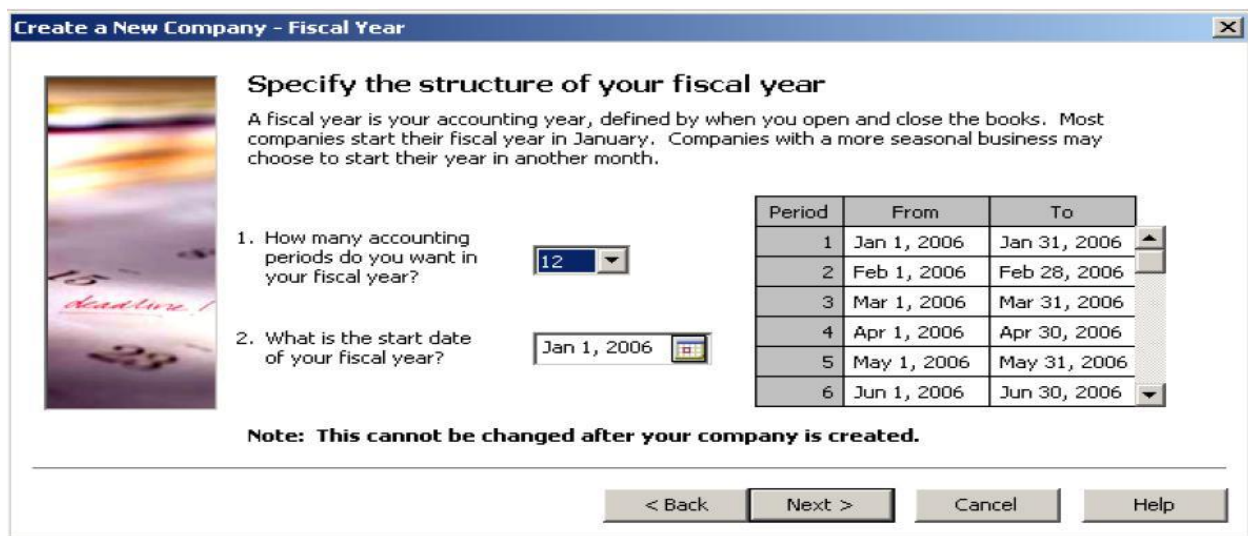 Create a New Company - Fiscal Year
Specify the structure of your fiscal year
A fiscal year is your accounting year, defined by when you open and close the books. Most
companies start their fiscal year in January. Companies with a more seasonal business may
choose to start their year in another month.
1. How many accounting
periods do you want in
your fiscal year?
12
2. What is the start date
of your fiscal year?
Jan 1, 2006
Period From To
1 Jan 1, 2006 Jan 31, 2006
2 Feb 1, 2006 Feb 28, 2006
3 Mar 1, 2006 Mar 31, 2006
4 Apr 1, 2006 Apr 30, 2006
5 May 1, 2006 May 31, 2006
6 Jun 1, 2006 Jun 30, 2006
15
deadline!
29
Note: This cannot be changed after your company is created.
< Back Next > Cancel Help